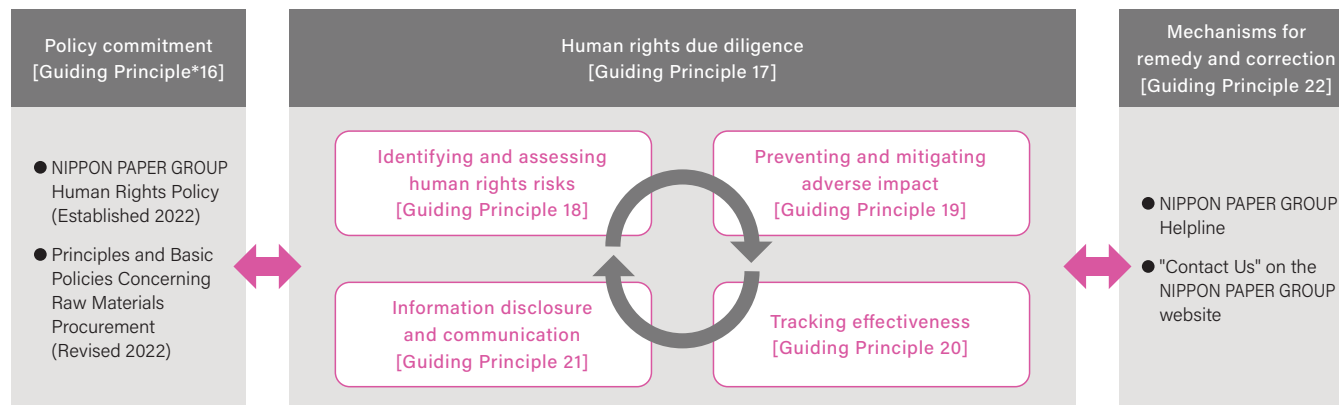 Policy commitment
[Guiding Principle*16]
● NIPPON PAPER GROUP
Human Rights Policy
(Established 2022)
● Principles and Basic
Policies Concerning
Raw Materials
Procurement
(Revised 2022)
Human rights due diligence
[Guiding Principle 17]
Identifying and assessing
human rights risks
[Guiding Principle 18]
Preventing and mitigating
adverse impact
[Guiding Principle 19]
Information disclosure
and communication
[Guiding Principle 21]
Tracking effectiveness
[Guiding Principle 20]
Mechanisms for
remedy and correction
[Guiding Principle 22]
● NIPPON PAPER GROUP
Helpline
● "Contact Us" on the
NIPPON PAPER GROUP
website